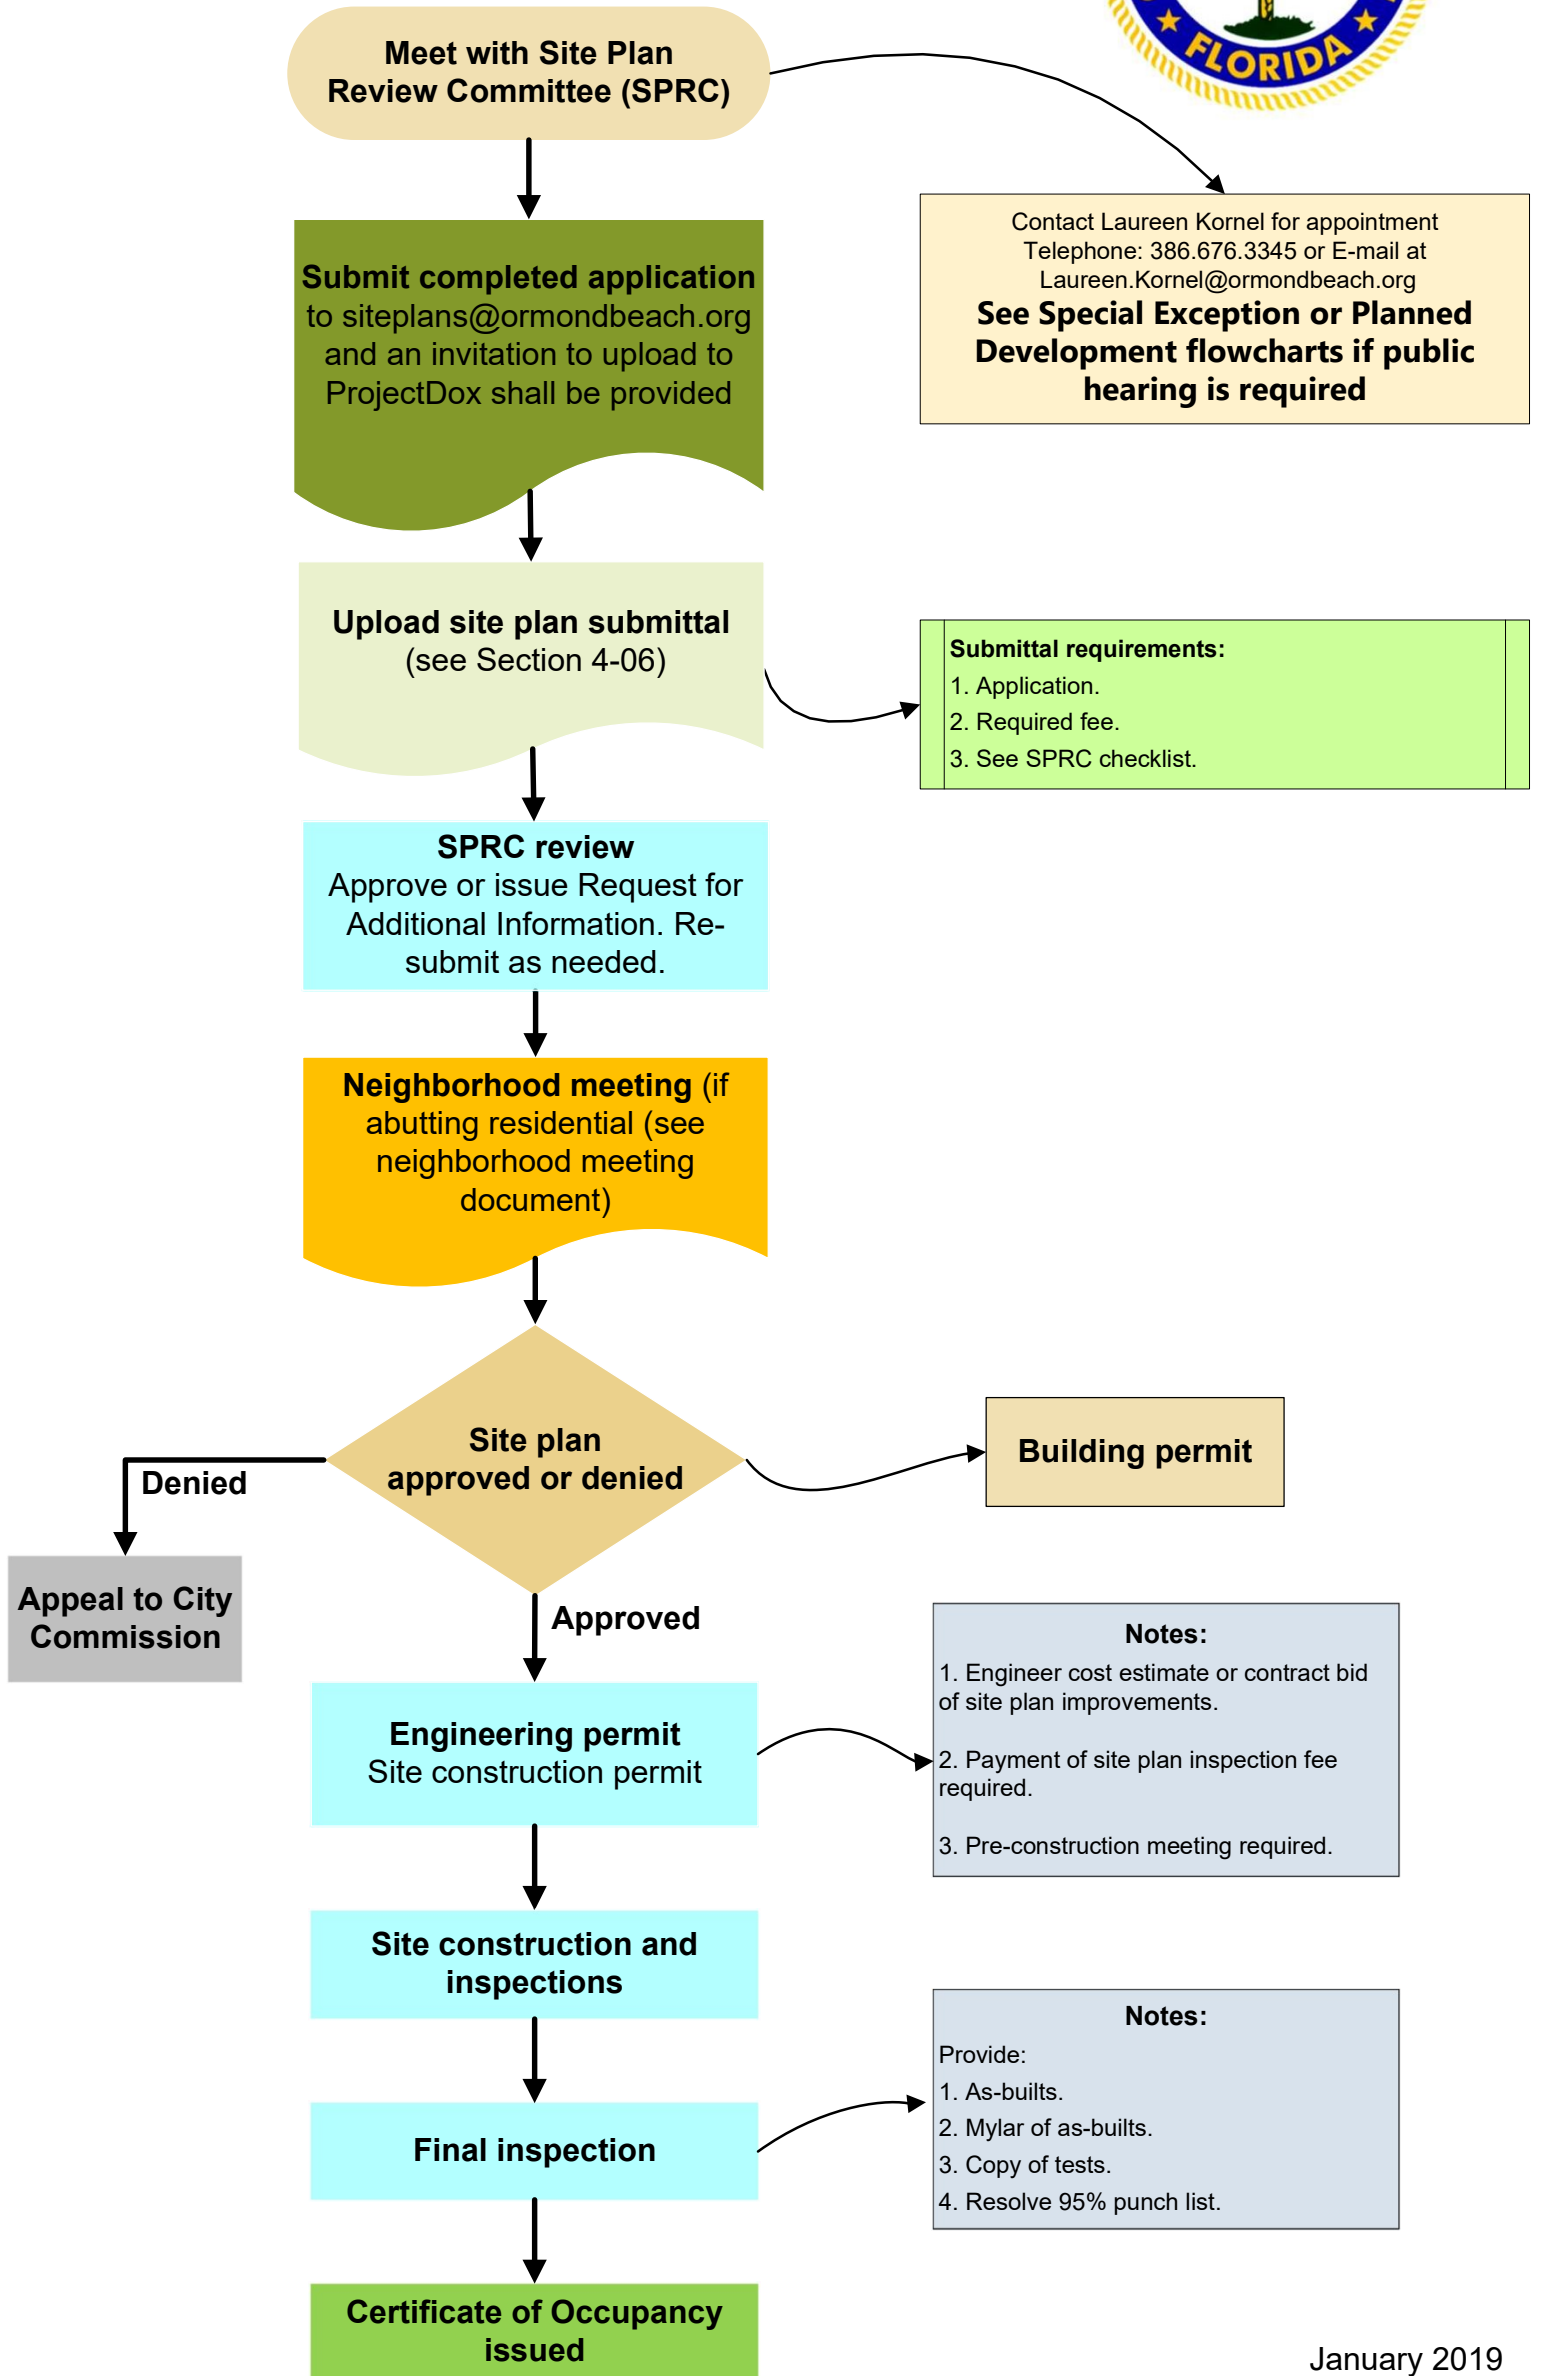 FLORIDA
Meet with Site Plan
Review Committee (SPRC)
Contact Laureen Kornel for appointment
Telephone: 386.676.3345 or E-mail at
Laureen.Kornel@ormondbeach.org
See Special Exception or Planned
Development flowcharts if public
hearing is required
Submit completed application
to siteplans@ormondbeach.org
and an invitation to upload to
ProjectDox shall be provided
Upload site plan submittal
(see Section 4-06)
Submittal requirements:
1. Application.
2. Required fee.
3. See SPRC checklist.
SPRC review
Approve or issue Request for
Additional Information. Re-
submit as needed.
Neighborhood meeting (if
abutting residential (see
neighborhood meeting
document)
Site plan
approved or denied
Building permit
Denied
Appeal to City
Commission
Approved
Engineering permit
Site construction permit
Notes:
1. Engineer cost estimate or contract bid
of site plan improvements.
2. Payment of site plan inspection fee
required.
3. Pre-construction meeting required.
Site construction and
inspections
Final inspection
Notes:
Provide:
1. As-builts.
2. Mylar of as-builts.
3. Copy of tests.
4. Resolve 95% punch list.
Certificate of Occupancy
issued
January 2019